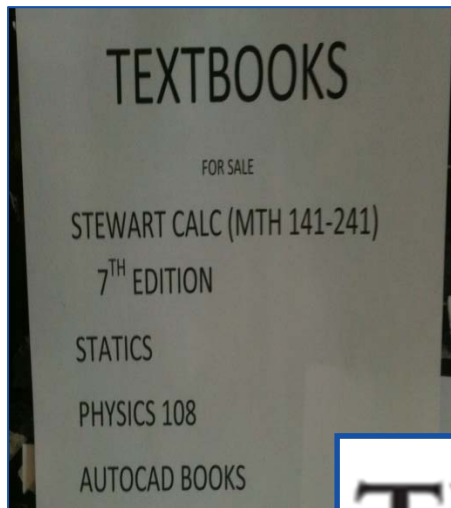 TEXTBOOKS
FOR SALE
STEWART CALC (MTH 141-241)
7TH EDITION
STATICS
PHYSICS 108
AUTOCAD BOOKS